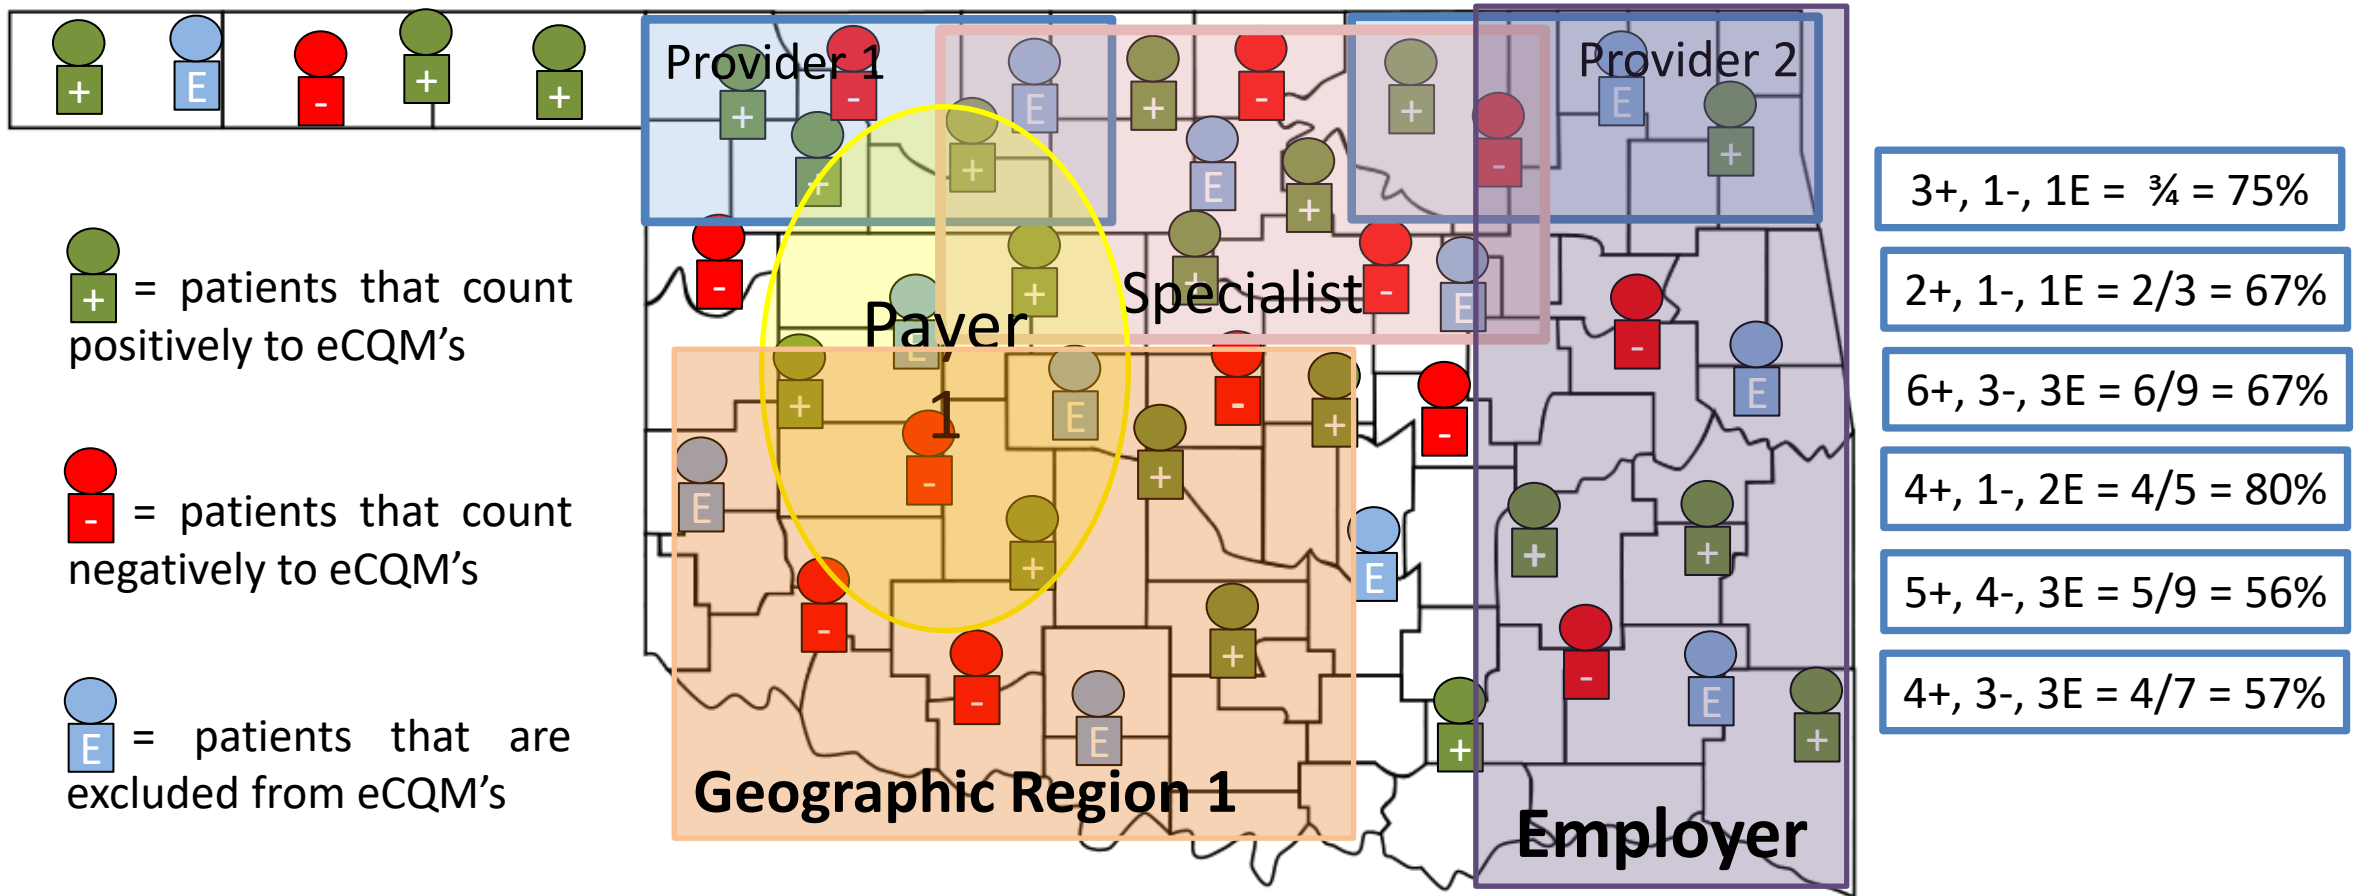 + E - + +
Provider 1
Provider 2
+ - + + E + - E + + - E +
+ = patients that count
positively to eCQM's
- = patients that count
negatively to eCQM's
E = patients that are
excluded from eCQM's
- + E + + - E
Specialist
Payer
1
+ - E + - + -
E + + - + - E
Geographic Region 1
E
+
- E
+ +
- E +
Employer
3+, 1-, 1E = ¾ = 75%
2+, 1-, 1E = 2/3 = 67%
6+, 3-, 3E = 6/9 = 67%
4+, 1-, 2E = 4/5 = 80%
5+, 4-, 3E = 5/9 = 56%
4+, 3-, 3E = 4/7 = 57%